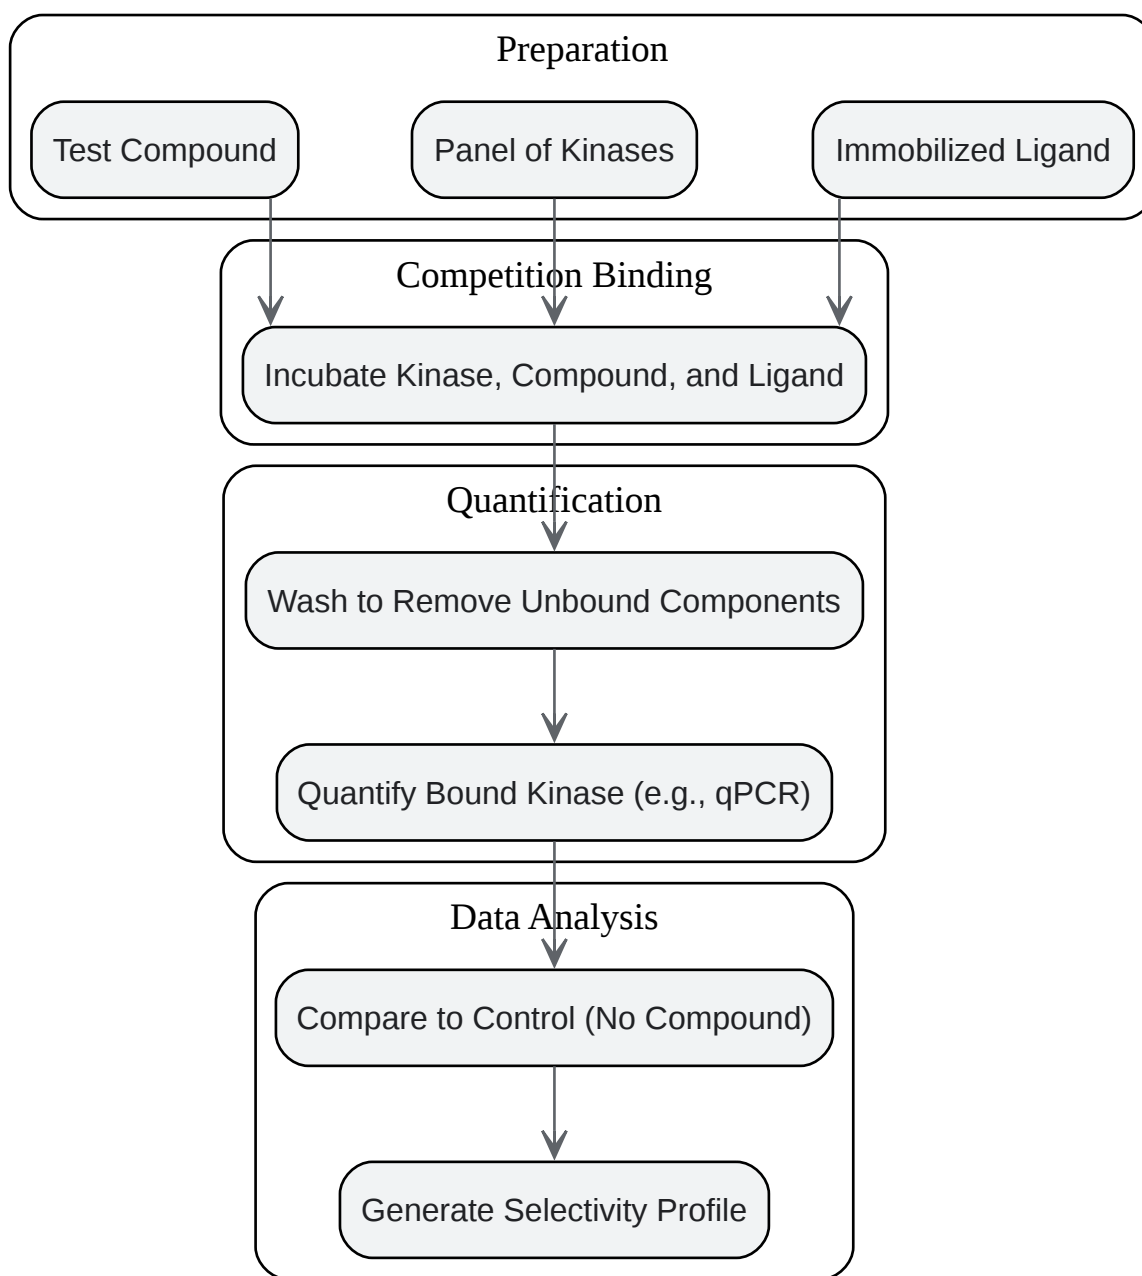 Preparation
Test Compound
Panel of Kinases
Immobilized Ligand
Competition Binding
Incubate Kinase, Compound, and Ligand
Quantification
Wash to Remove Unbound Components
Quantify Bound Kinase (e.g., qPCR)
Data Analysis
Compare to Control (No Compound)
Generate Selectivity Profile